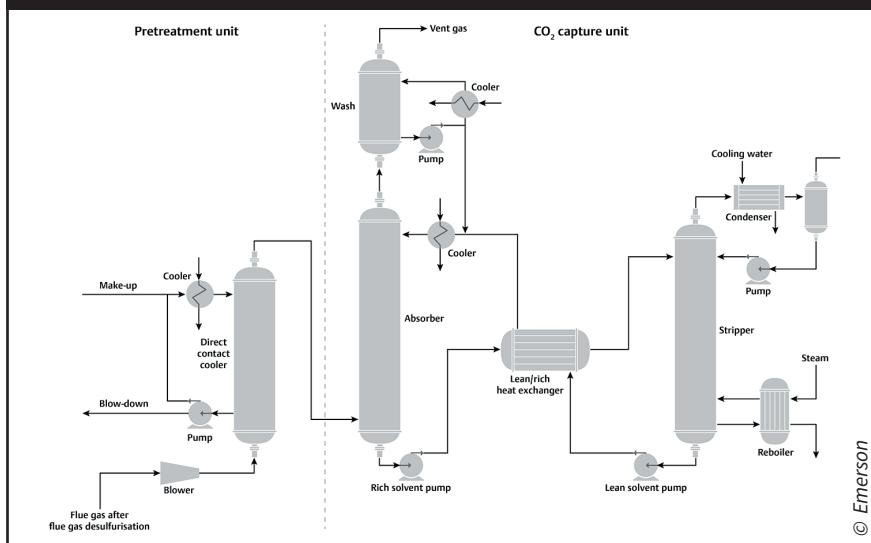 Pretreatment unit
CO₂ capture unit
Vent gas
Wash
Cooler
Pump
Cooling water
Condenser
Cooler
Pump
Make-up
Cooler
Direct
contact
cooler
Absorber
Stripper
Lean/rich
heat exchanger
Steam
Blow-down
Pump
Reboiler
Blower
Rich solvent pump
Lean solvent pump
Flue gas after
flue gas desulfurisation
© Emerson